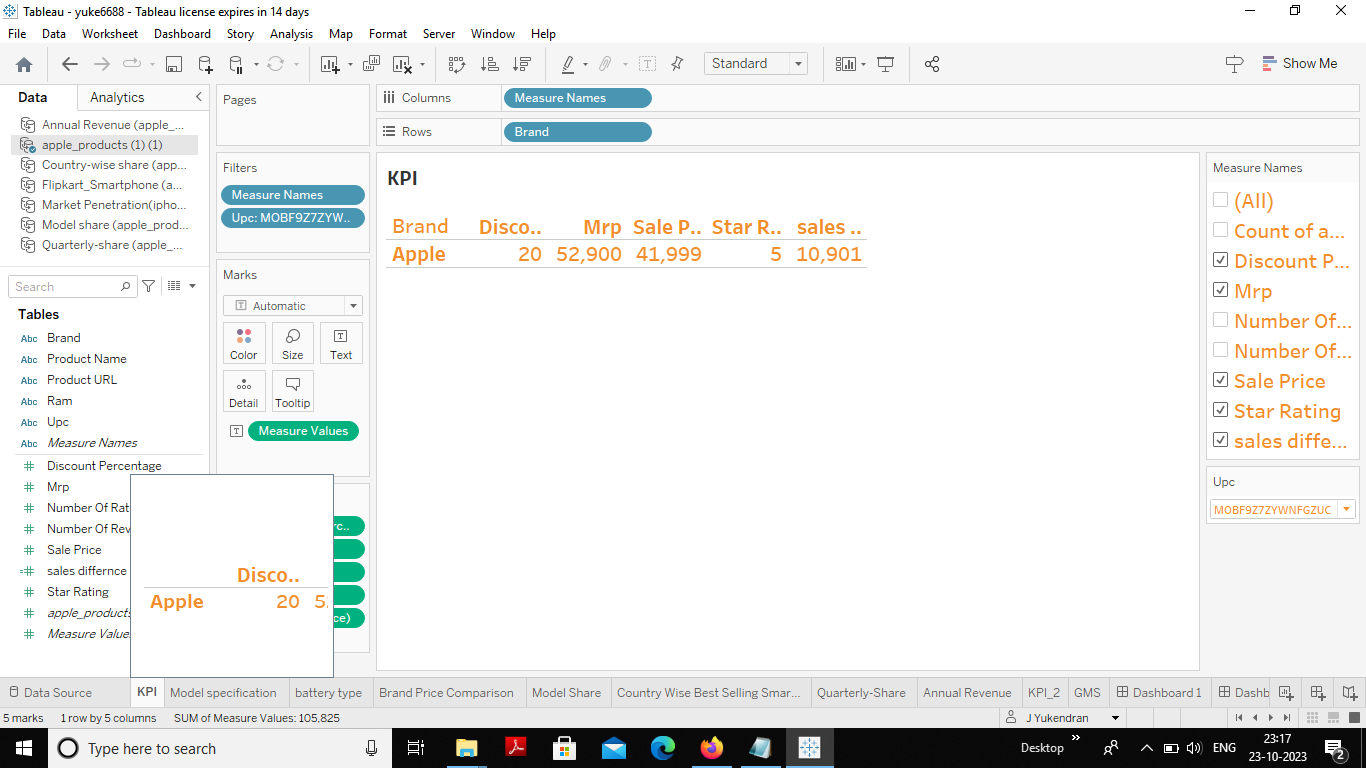 Tableau - yuke6688 - Tableau license expires in 14 days
File Data Worksheet Dashboard Story Analysis Map Format Server Window Help
Standard
Show Me
Data Analytics
Annual Revenue (apple_...
apple_products (1) (1)
Country-wise share (app...
Flipkart_Smartphone (a...
Market Penetration(ipho...
Model share (apple_prod...
Quarterly-share (apple_...
Search
Tables
Abc Brand
Abc Product Name
Abc Product URL
Abc Ram
Abc Upc
Abc Measure Names
Discount Percentage
Mrp
Number Of Rat
Number Of Rev
Sale Price
sales differnce
Star Rating
apple_products
Measure Value
Pages
Filters
Measure Names
Upc: MOBF9Z7ZYW..
Marks
Automatic
Color Size Text
Detail Tooltip
Measure Values
rc..
ce)
Disco..
Apple 20 5
Columns Measure Names
Rows Brand
KPI
Brand Disco.. Mrp Sale P.. Star R.. sales ..
Apple 20 52,900 41,999 5 10,901
Measure Names
(All)
Count of a...
Discount P...
Mrp
Number Of...
Number Of...
Sale Price
Star Rating
sales diffe...
Upc
MOBF9Z7ZYWNFGZUC
Data Source KPI Model specification battery type Brand Price Comparison Model Share Country Wise Best Selling Smar... Quarterly-Share Annual Revenue KPI_2 GMS Dashboard 1 Dashb
5 marks 1 row by 5 columns SUM of Measure Values: 105,825 J Yukendran
Type here to search
Desktop
ENG
23:17
23-10-2023
2